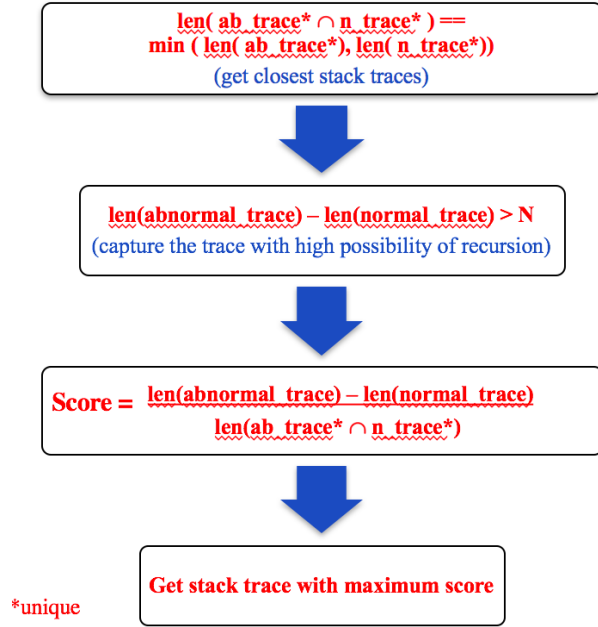 len( ab_trace* ∩ n_trace* ) ==
min ( len( ab_trace*), len( n_trace*))
(get closest stack traces)
len(abnormal_trace) – len(normal_trace) > N
(capture the trace with high possibility of recursion)
Score =
len(abnormal_trace) – len(normal_trace)
len(ab_trace* ∩ n_trace*)
Get stack trace with maximum score
*unique